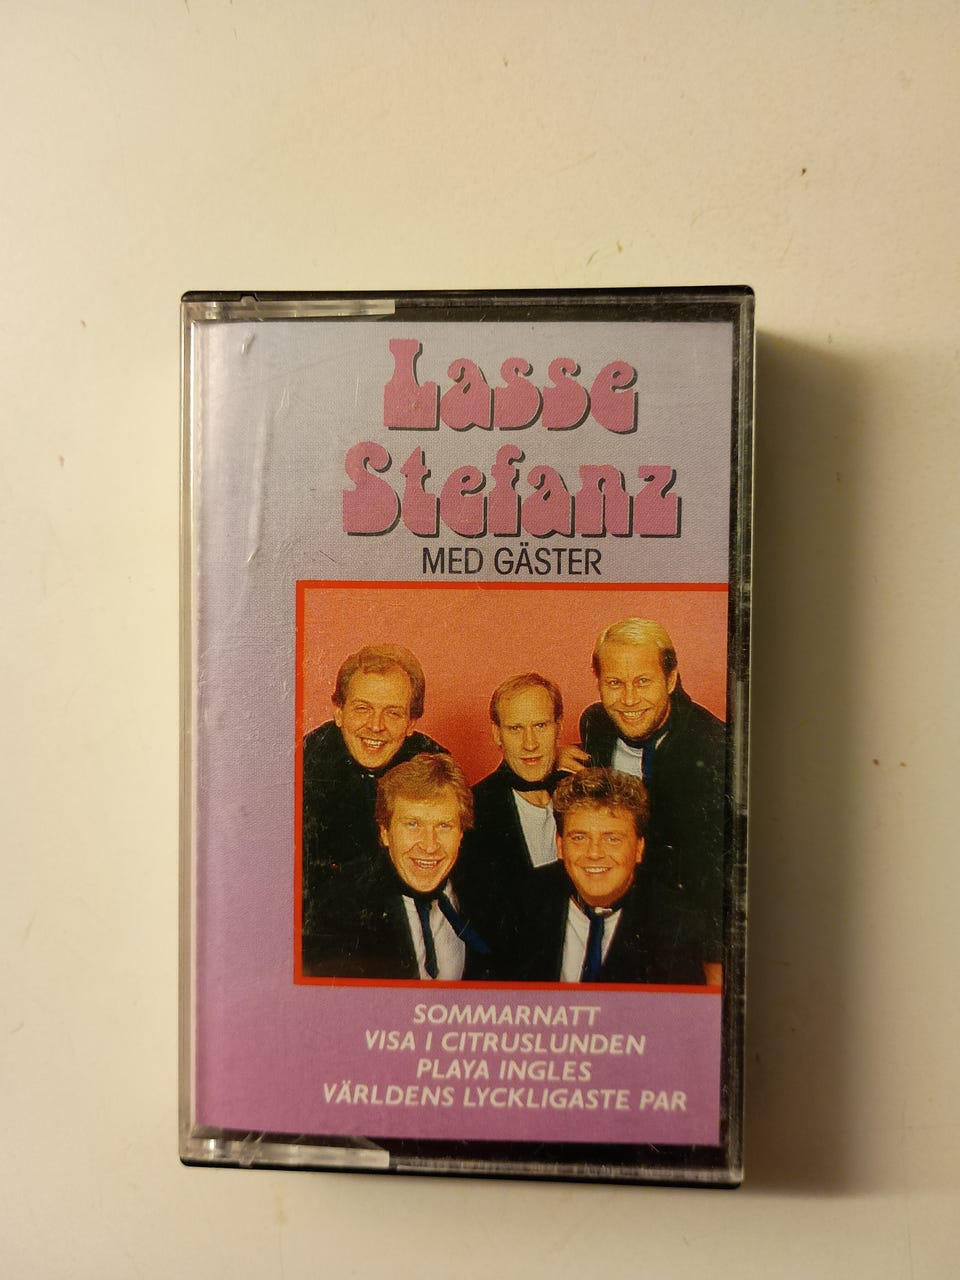 Lasse
Stefanz
MED GÄSTER
SOMMARNATT
VISA I CITRUSLUNDEN
PLAYA INGLES
VÄRLDENS LYCKLIGASTE PAR